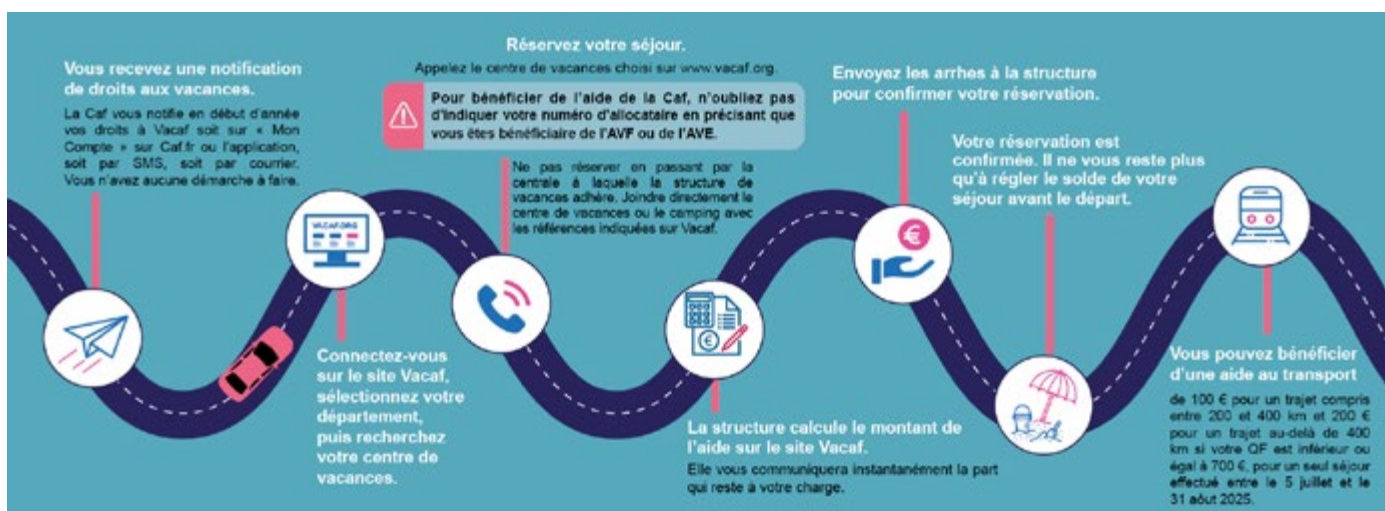 Vous recevez une notification
de droits aux vacances.
La Caf vous notifie en début d'année
vos droits à Vacaf soit sur « Mon
Compte » sur Caf.fr ou l'application,
soit par SMS, soit par courrier.
Vous n'avez aucune démarche à faire.
VACAF.ORG
Connectez-vous
sur le site Vacaf,
sélectionnez votre
département,
puis recherchez
votre centre de
vacances.
Réservez votre séjour.
Appelez le centre de vacances choisi sur www.vacaf.org.
Pour bénéficier de l'aide de la Caf, n'oubliez pas
d'indiquer votre numéro d'allocataire en précisant que
vous êtes bénéficiaire de l'AVF ou de l'AVE.
Ne pas réserver en passant par la
centrale à laquelle la structure de
vacances adhère. Joindre directement le
centre de vacances ou le camping avec
les références indiquées sur Vacaf.
€
La structure calcule le montant de
l'aide sur le site Vacaf.
Elle vous communiquera instantanément la part
qui reste à votre charge.
Envoyez les arrhes à la structure
pour confirmer votre réservation.
€
Votre réservation est
confirmée. Il ne vous reste plus
qu'à régler le solde de votre
séjour avant le départ.
Vous pouvez bénéficier
d'une aide au transport
de 100 € pour un trajet compris
entre 200 et 400 km et 200 €
pour un trajet au-delà de 400
km si votre QF est inférieur ou
égal à 700 €, pour un seul séjour
effectué entre le 5 juillet et le
31 aôut 2025.